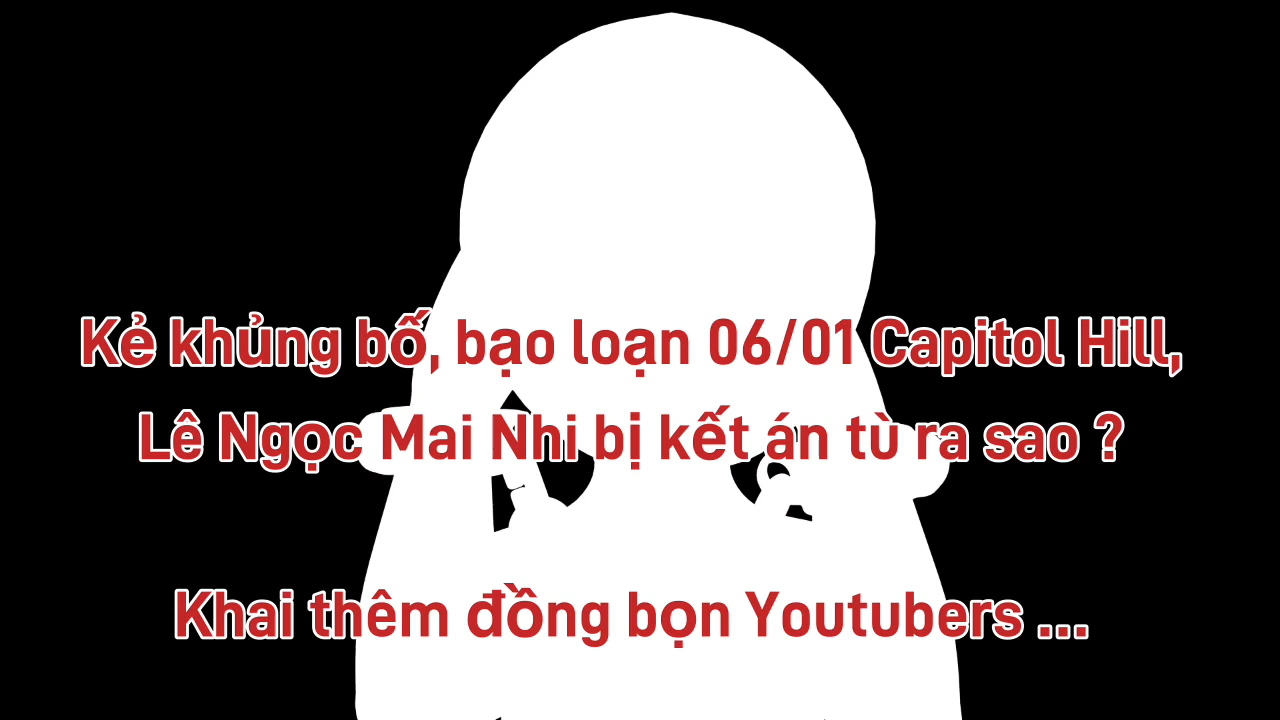 Kẻ khủng bố, bạo loạn 06/01 Capitol Hill,
Lê Ngọc Mai Nhi bị kết án tù ra sao ?
Khai thêm đồng bọn Youtubers ...